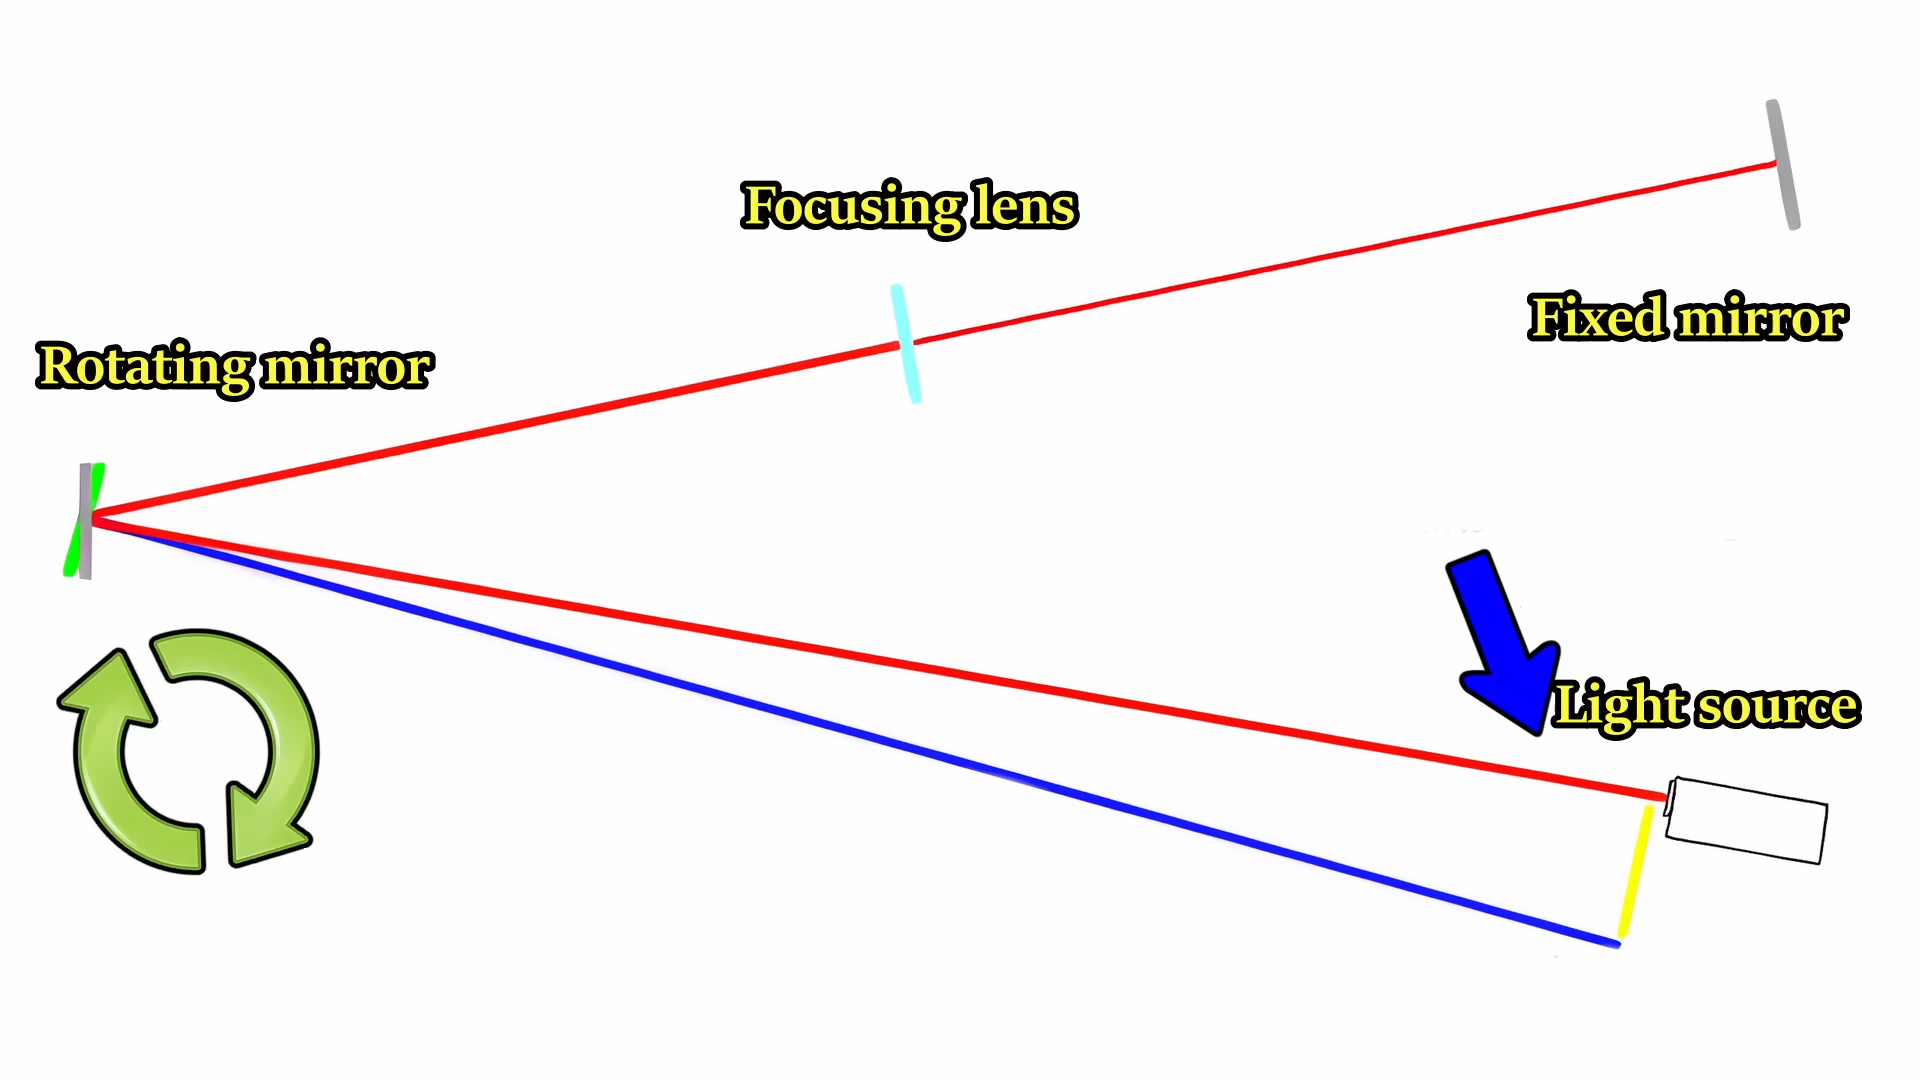 Focusing lens
Fixed mirror
Rotating mirror
Light source